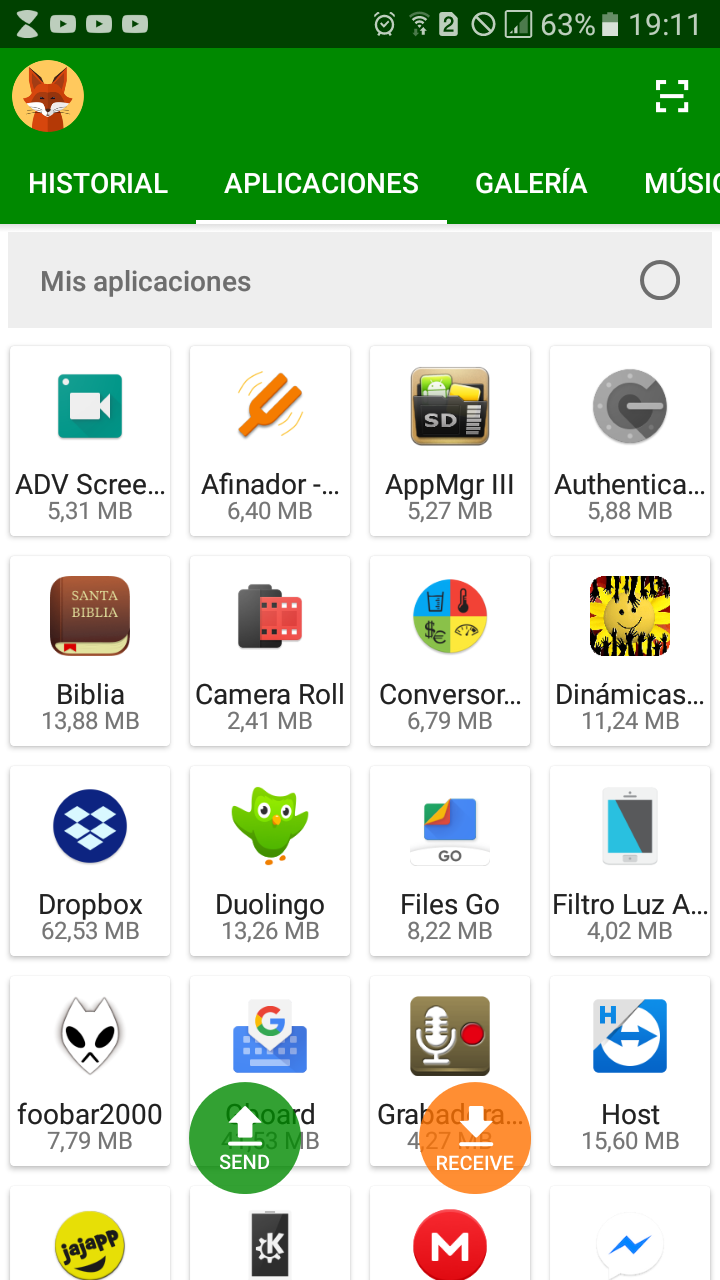 2 63% 19:11
HISTORIAL APLICACIONES GALERÍA MÚSIC
Mis aplicaciones
SD
ADV Scree... Afinador -... AppMgr III Authentica...
5,31 MB 6,40 MB 5,27 MB 5,88 MB
SANTA
BIBLIA
$€
Biblia Camera Roll Conversor... Dinámicas...
13,88 MB 2,41 MB 6,79 MB 11,24 MB
GO
Dropbox Duolingo Files Go Filtro Luz A...
62,53 MB 13,26 MB 8,22 MB 4,02 MB
G H
foobar2000 Gboard Grabadora... Host
7,79 MB 41,53 MB 4,27 MB 15,60 MB
SEND RECEIVE
jajapp K M